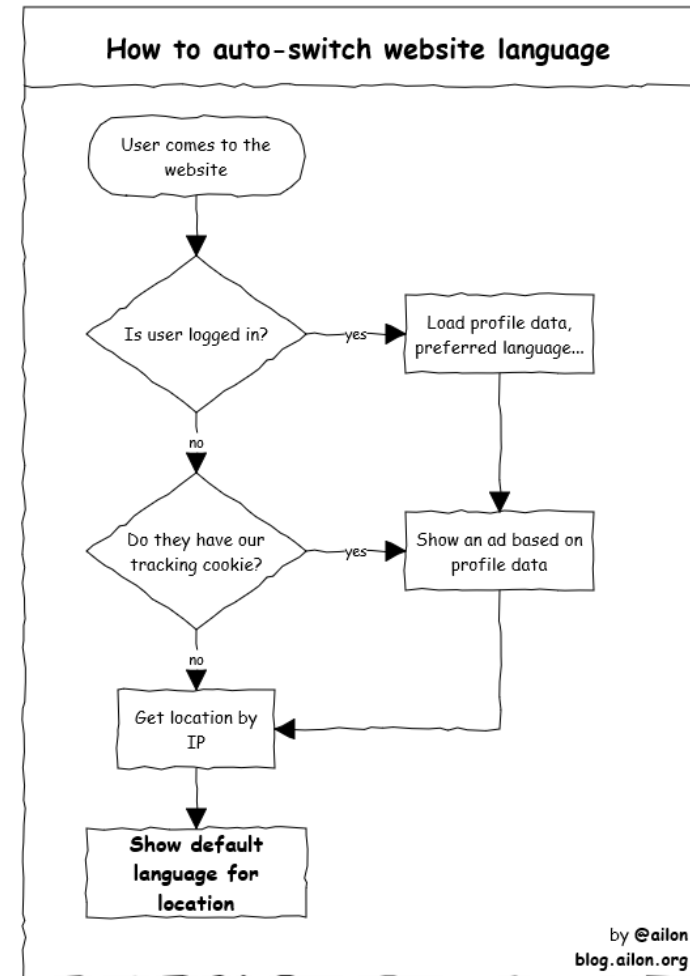 How to auto-switch website language
User comes to the
website
Is user logged in?
yes
Load profile data,
preferred language...
no
Do they have our
tracking cookie?
yes
Show an ad based on
profile data
no
Get location by
IP
Show default
language for
location
by @ailon
blog.ailon.org